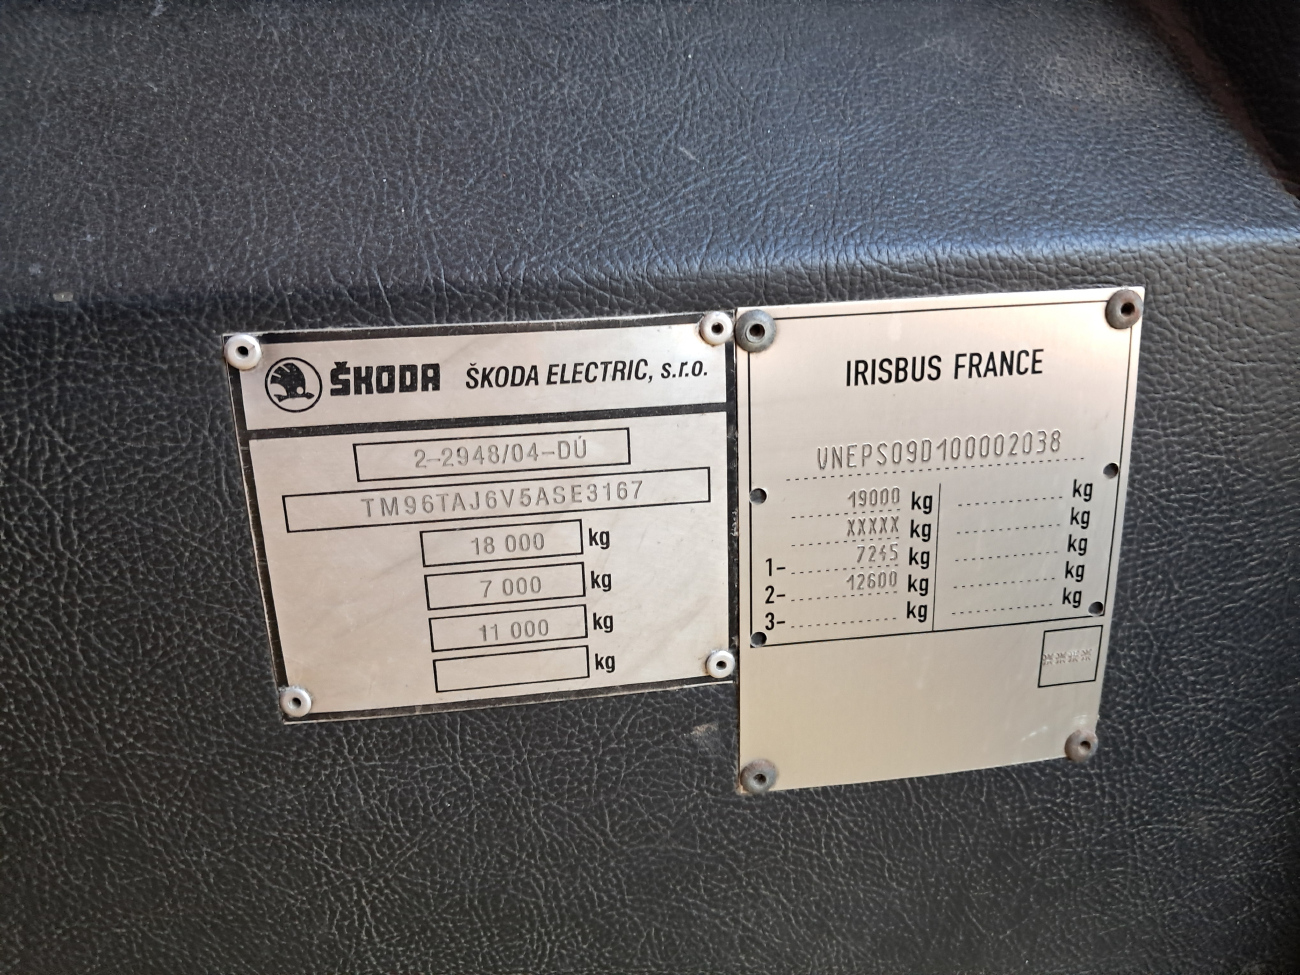 ŠKODA ŠKODA ELECTRIC, s.r.o.
2-2948/04-DÚ
TM96TAJ6V5ASE3167
18 000 kg
7 000 kg
11 000 kg
kg
IRISBUS FRANCE
VNEPS09D100002038
19000 kg kg
XXXXX kg kg
1- 7245 kg kg
2- 12600 kg kg
3- kg kg